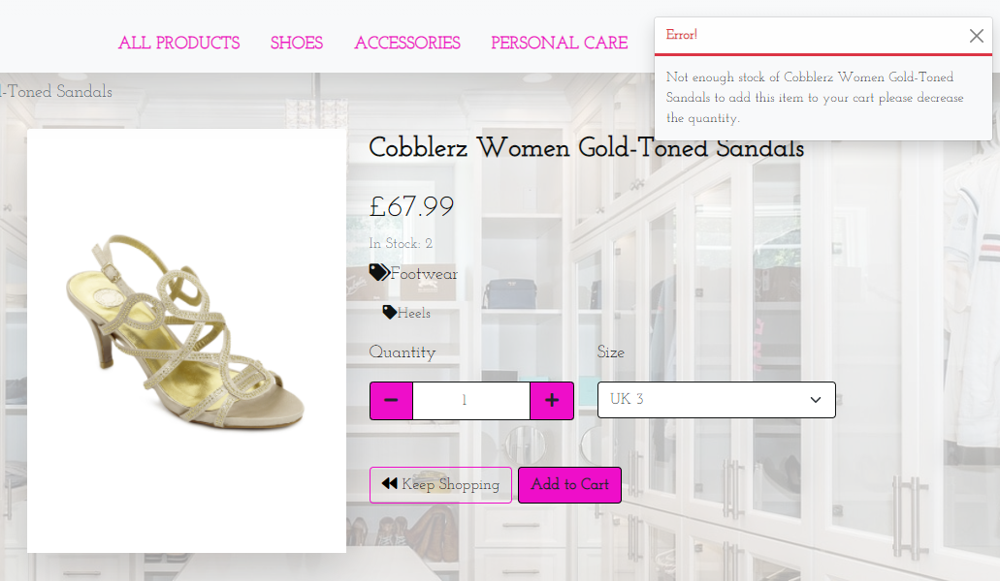 ALL PRODUCTS SHOES ACCESSORIES PERSONAL CARE
Error!
Not enough stock of Cobblerz Women Gold-Toned
Sandals to add this item to your cart please decrease
the quantity.
-Toned Sandals
Cobblerz Women Gold-Toned Sandals
£67.99
In Stock: 2
Footwear
Heels
Quantity Size
1 UK 3
Keep Shopping Add to Cart